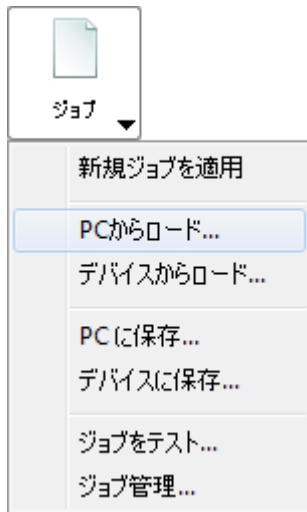 ジョブ
新規ジョブを適用
PCからロード...
デバイスからロード...
PC に保存...
デバイスに保存...
ジョブをテスト...
ジョブ管理...